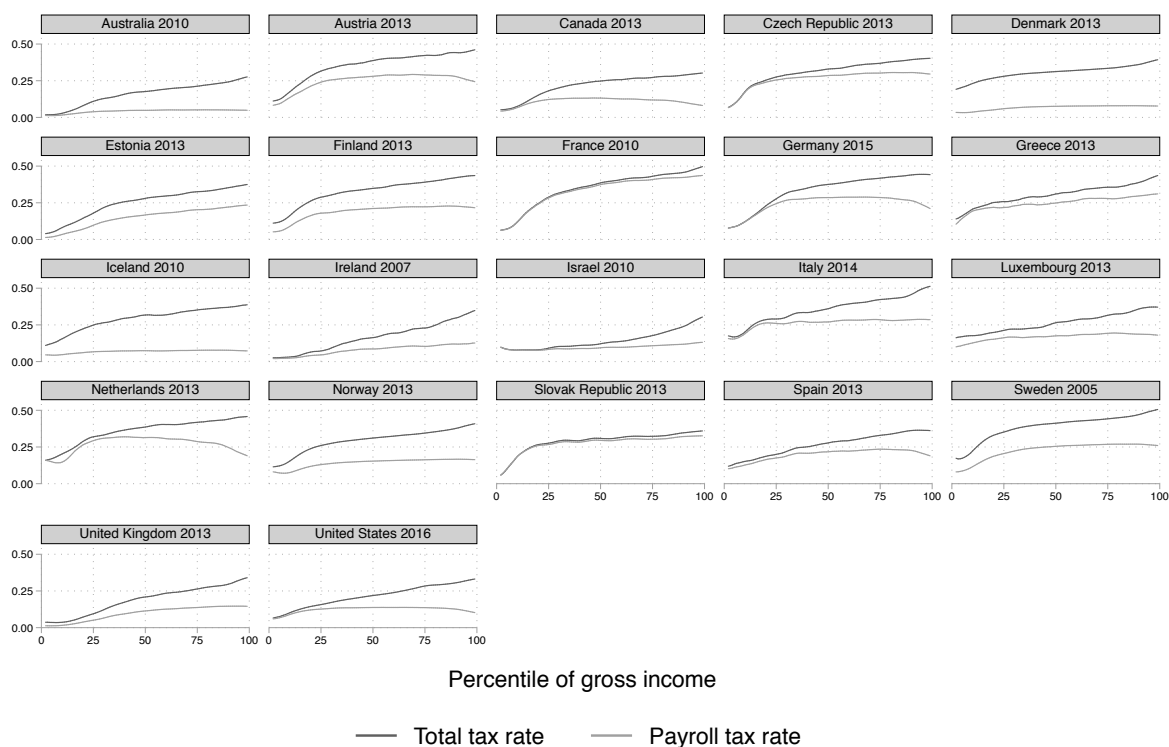 Australia 2010 Austria 2013 Canada 2013 Czech Republic 2013 Denmark 2013
0.50
0.25
0.00
Estonia 2013 Finland 2013 France 2010 Germany 2015 Greece 2013
0.50
0.25
0.00
Iceland 2010 Ireland 2007 Israel 2010 Italy 2014 Luxembourg 2013
0.50
0.25
0.00
Netherlands 2013 Norway 2013 Slovak Republic 2013 Spain 2013 Sweden 2005
0.50
0.25
0.00
0 25 50 75 100 0 25 50 75 100 0 25 50 75 100
United Kingdom 2013 United States 2016
0.50
0.25
0.00
0 25 50 75 100 0 25 50 75 100
Percentile of gross income
Total tax rate Payroll tax rate